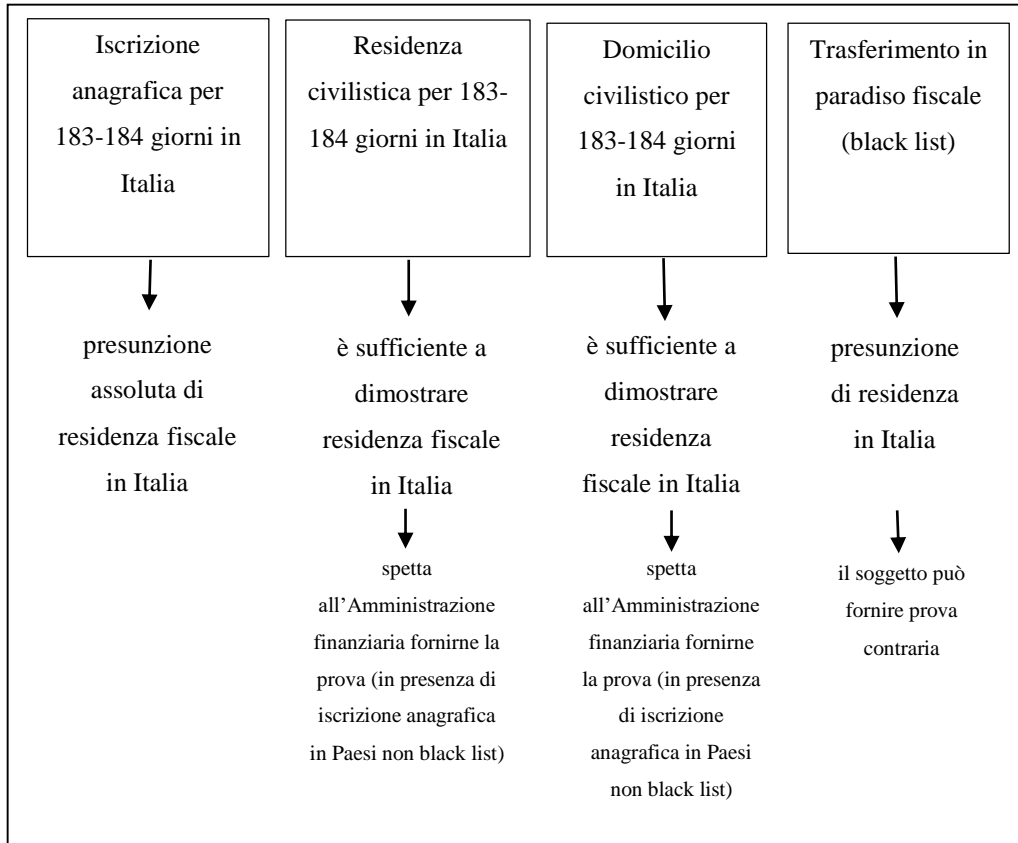 Iscrizione
anagrafica per
183-184 giorni in
Italia
presunzione
assoluta di
residenza fiscale
in Italia
Residenza
civilistica per 183-
184 giorni in Italia
è sufficiente a
dimostrare
residenza fiscale
in Italia
spetta
all’Amministrazione
finanziaria fornirne la
prova (in presenza di
iscrizione anagrafica
in Paesi non black list)
Domicilio
civilistico per
183-184 giorni
in Italia
è sufficiente a
dimostrare
residenza
fiscale in Italia
spetta
all’Amministrazione
finanziaria fornirne
la prova (in presenza
di iscrizione
anagrafica in Paesi
non black list)
Trasferimento in
paradiso fiscale
(black list)
presunzione
di residenza
in Italia
il soggetto può
fornire prova
contraria